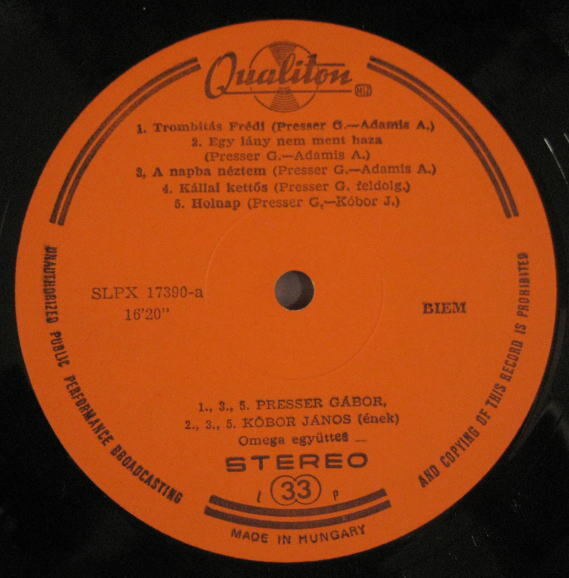 Qualiton
MHV
1. Trombitás Frédi (Presser G.—Adamis A.)
2. Egy lány nem ment haza
(Presser G.—Adamis A.)
3, A napba néztem (Presser G.—Adamis A.)
4. Kállai kettős (Presser G. feldolg,)
5. Holnap (Presser G,—Kóbor J.)
SLPX 17390-a
16'20"
BIEM
1., 3., 5. PRESSER GÁBOR,
2., 3., 5. KÓBOR JÁNOS (ének)
Omega együttes
STEREO
L 33 P
MADE IN HUNGARY
UNAUTHORIZED PUBLIC PERFORMANCE BROADCASTING
AND COPYING OF THIS RECORD IS PROHIBITED